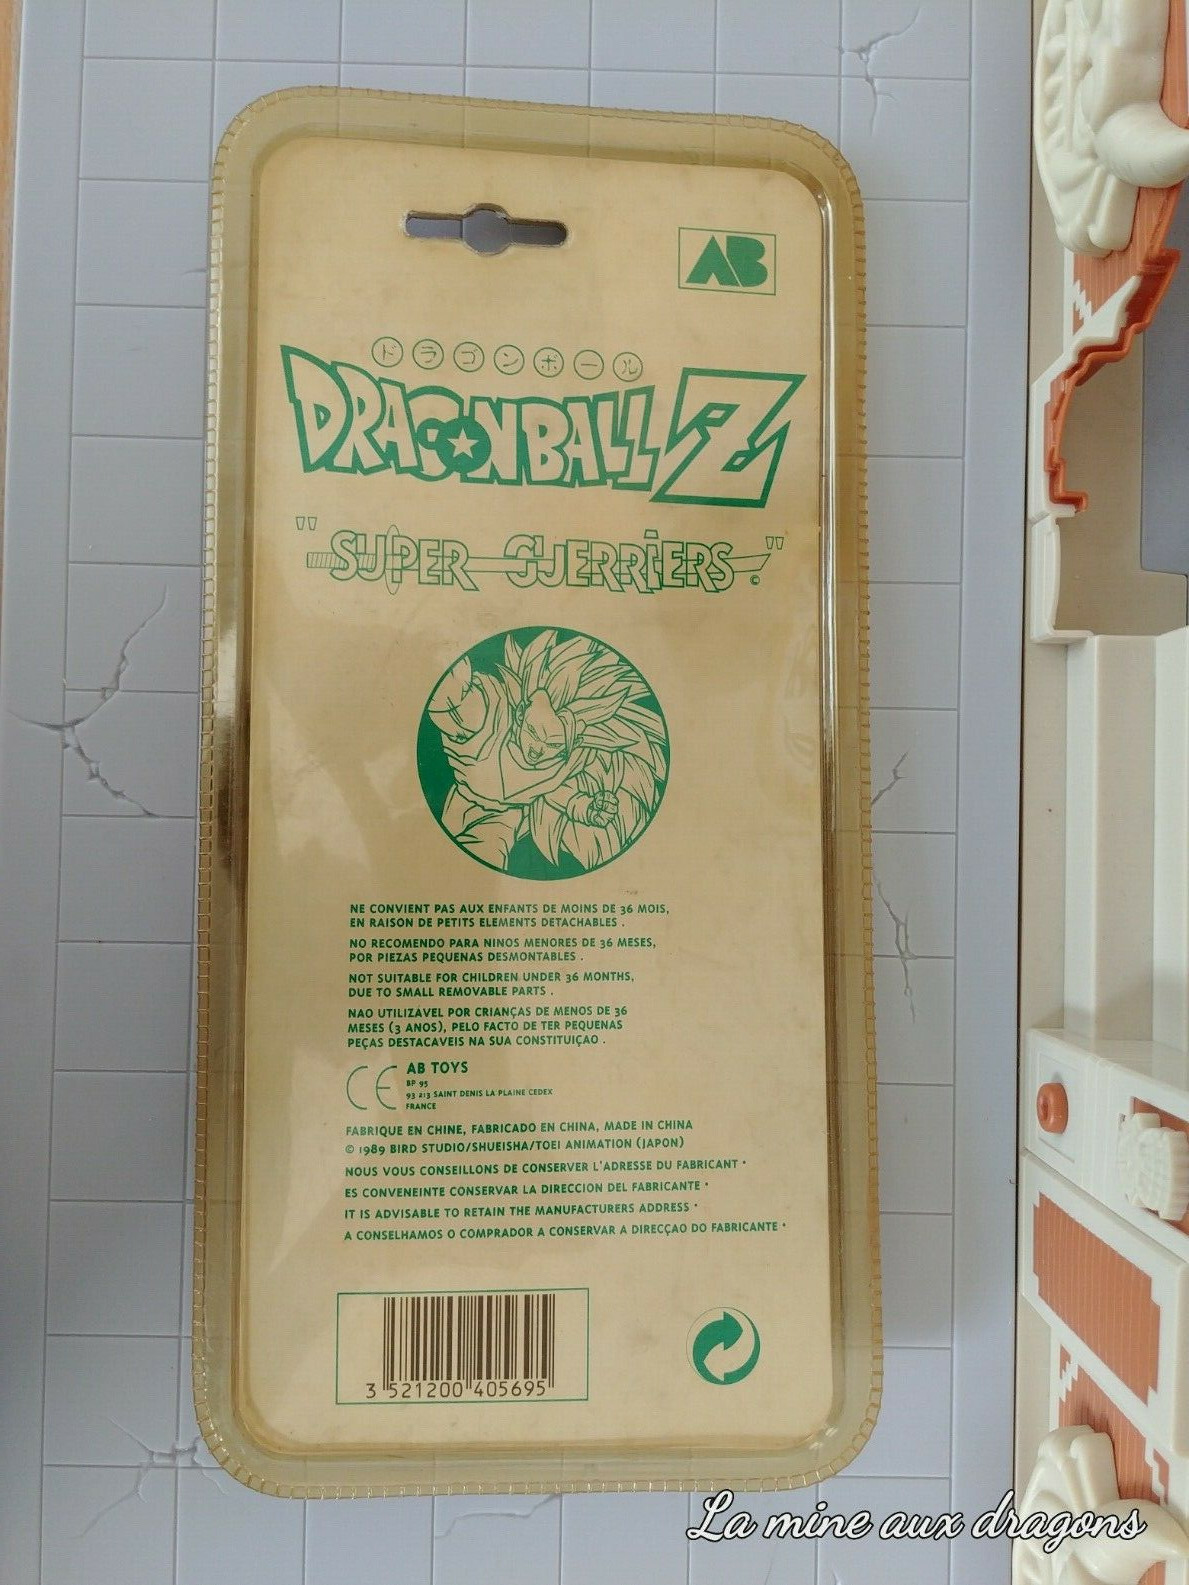 AB
ドラゴンボール
DRAGONBALL Z
"SUPER GUERRIERS"
©
NE CONVIENT PAS AUX ENFANTS DE MOINS DE 36 MOIS,
EN RAISON DE PETITS ELEMENTS DETACHABLES .
NO RECOMENDO PARA NINOS MENORES DE 36 MESES,
POR PIEZAS PEQUENAS DESMONTABLES .
NOT SUITABLE FOR CHILDREN UNDER 36 MONTHS,
DUE TO SMALL REMOVABLE PARTS .
NAO UTILIZAVEL POR CRIANÇAS DE MENOS DE 36
MESES (3 ANOS), PELO FACTO DE TER PEQUENAS
PEÇAS DESTACAVEIS NA SUA CONSTITUIÇAO .
CE
AB TOYS
BP 95
93 213 SAINT DENIS LA PLAINE CEDEX
FRANCE
FABRIQUE EN CHINE, FABRICADO EN CHINA, MADE IN CHINA
© 1989 BIRD STUDIO/SHUEISHA/TOEI ANIMATION (JAPON)
NOUS VOUS CONSEILLONS DE CONSERVER L'ADRESSE DU FABRICANT •
ES CONVENEINTE CONSERVAR LA DIRECCION DEL FABRICANTE •
IT IS ADVISABLE TO RETAIN THE MANUFACTURERS ADDRESS •
A CONSELHAMOS O COMPRADOR A CONSERVAR A DIRECÇAO DO FABRICANTE •
3 521200 405695
La mine aux dragons